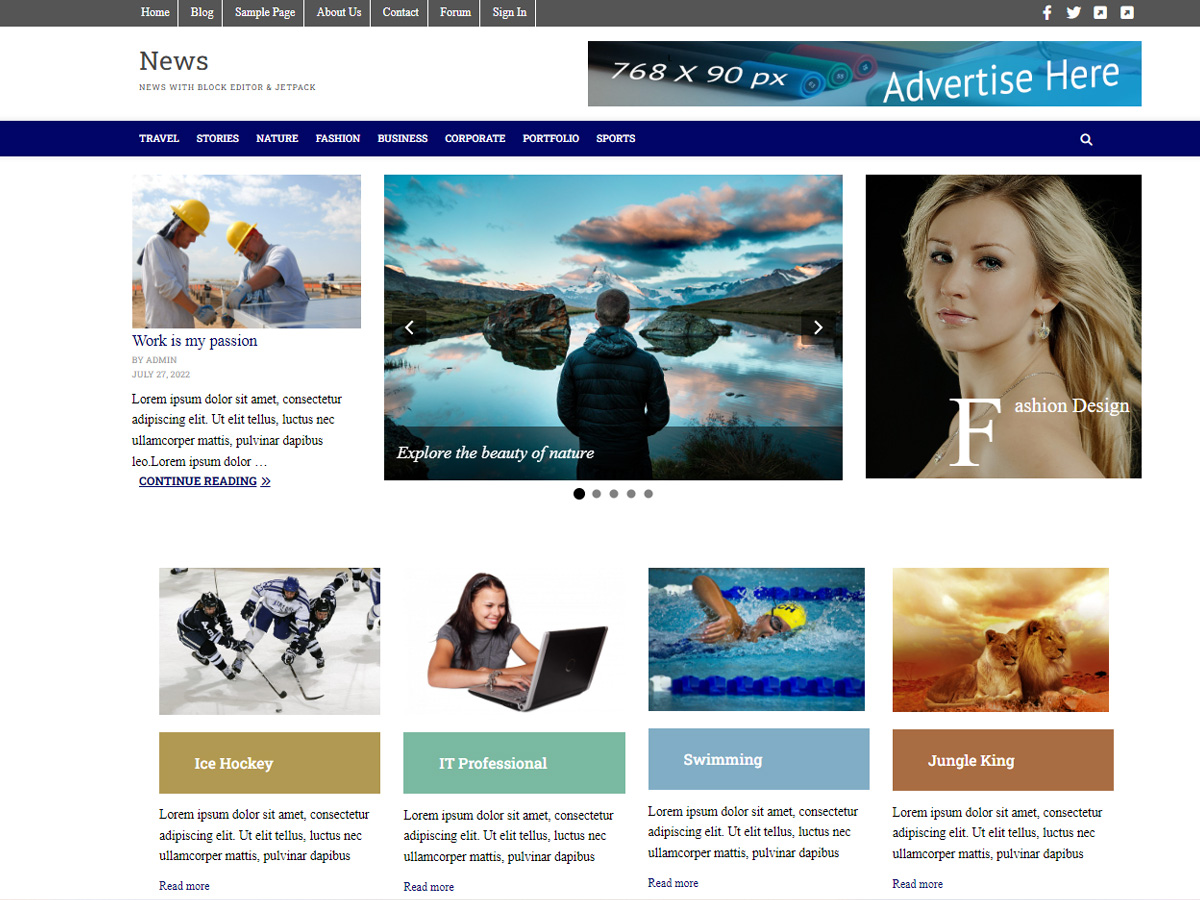 Home Blog Sample Page About Us Contact Forum Sign In
News
NEWS WITH BLOCK EDITOR & JETPACK
768 X 90 px
Advertise Here
TRAVEL STORIES NATURE FASHION BUSINESS CORPORATE PORTFOLIO SPORTS
Work is my passion
BY ADMIN
JULY 27, 2022
Lorem ipsum dolor sit amet, consectetur
adipiscing elit. Ut elit tellus, luctus nec
ullamcorper mattis, pulvinar dapibus
leo.Lorem ipsum dolor …
CONTINUE READING
Explore the beauty of nature
Fashion Design
Ice Hockey
Lorem ipsum dolor sit amet, consectetur
adipiscing elit. Ut elit tellus, luctus nec
ullamcorper mattis, pulvinar dapibus
Read more
IT Professional
Lorem ipsum dolor sit amet, consectetur
adipiscing elit. Ut elit tellus, luctus nec
ullamcorper mattis, pulvinar dapibus
Read more
Swimming
Lorem ipsum dolor sit amet, consectetur
adipiscing elit. Ut elit tellus, luctus nec
ullamcorper mattis, pulvinar dapibus
Read more
Jungle King
Lorem ipsum dolor sit amet, consectetur
adipiscing elit. Ut elit tellus, luctus nec
ullamcorper mattis, pulvinar dapibus
Read more